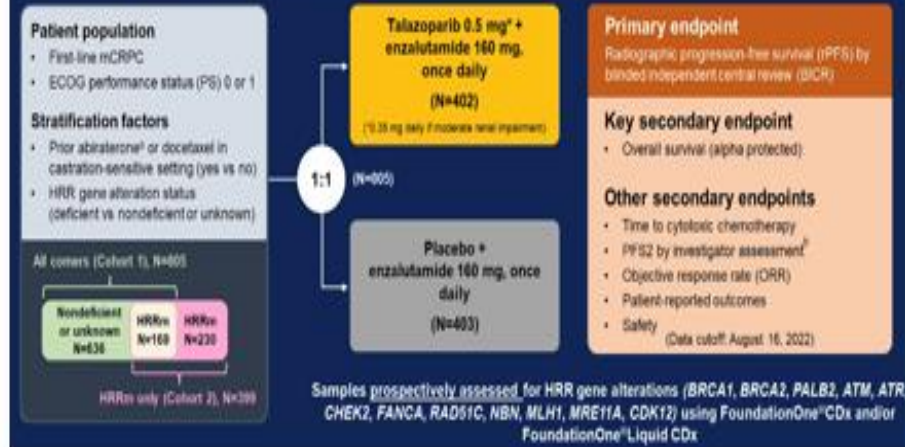 Patient population
• First-line mCRPC
• ECOG performance status (PS) 0 or 1
Stratification factors
• Prior abiraterone or docetaxel in
castration-sensitive setting (yes vs no)
• HRR gene alteration status
(deficient vs nondeficient or unknown)
All comers (Cohort 1), N=805
Nondeficient
or unknown
N=636
HRRm
N=169
HRRm
N=230
HRRm only (Cohort 2), N=399
1:1
(N=805)
Talazoparib 0.5 mg* +
enzalutamide 160 mg,
once daily
(N=402)
(*0.35 mg daily if moderate renal impairment)
Placebo +
enzalutamide 160 mg, once
daily
(N=403)
Primary endpoint
Radiographic progression-free survival (rPFS) by
blinded independent central review (BICR)
Key secondary endpoint
• Overall survival (alpha protected)
Other secondary endpoints
• Time to cytotoxic chemotherapy
• PFS2 by investigator assessment
• Objective response rate (ORR)
• Patient-reported outcomes
• Safety
(Data cutoff: August 16, 2022)
Samples prospectively assessed for HRR gene alterations (BRCA1, BRCA2, PALB2, ATM, ATR,
CHEK2, FANCA, RAD51C, NBN, MLH1, MRE11A, CDK12) using FoundationOne®CDx and/or
FoundationOne®Liquid CDx